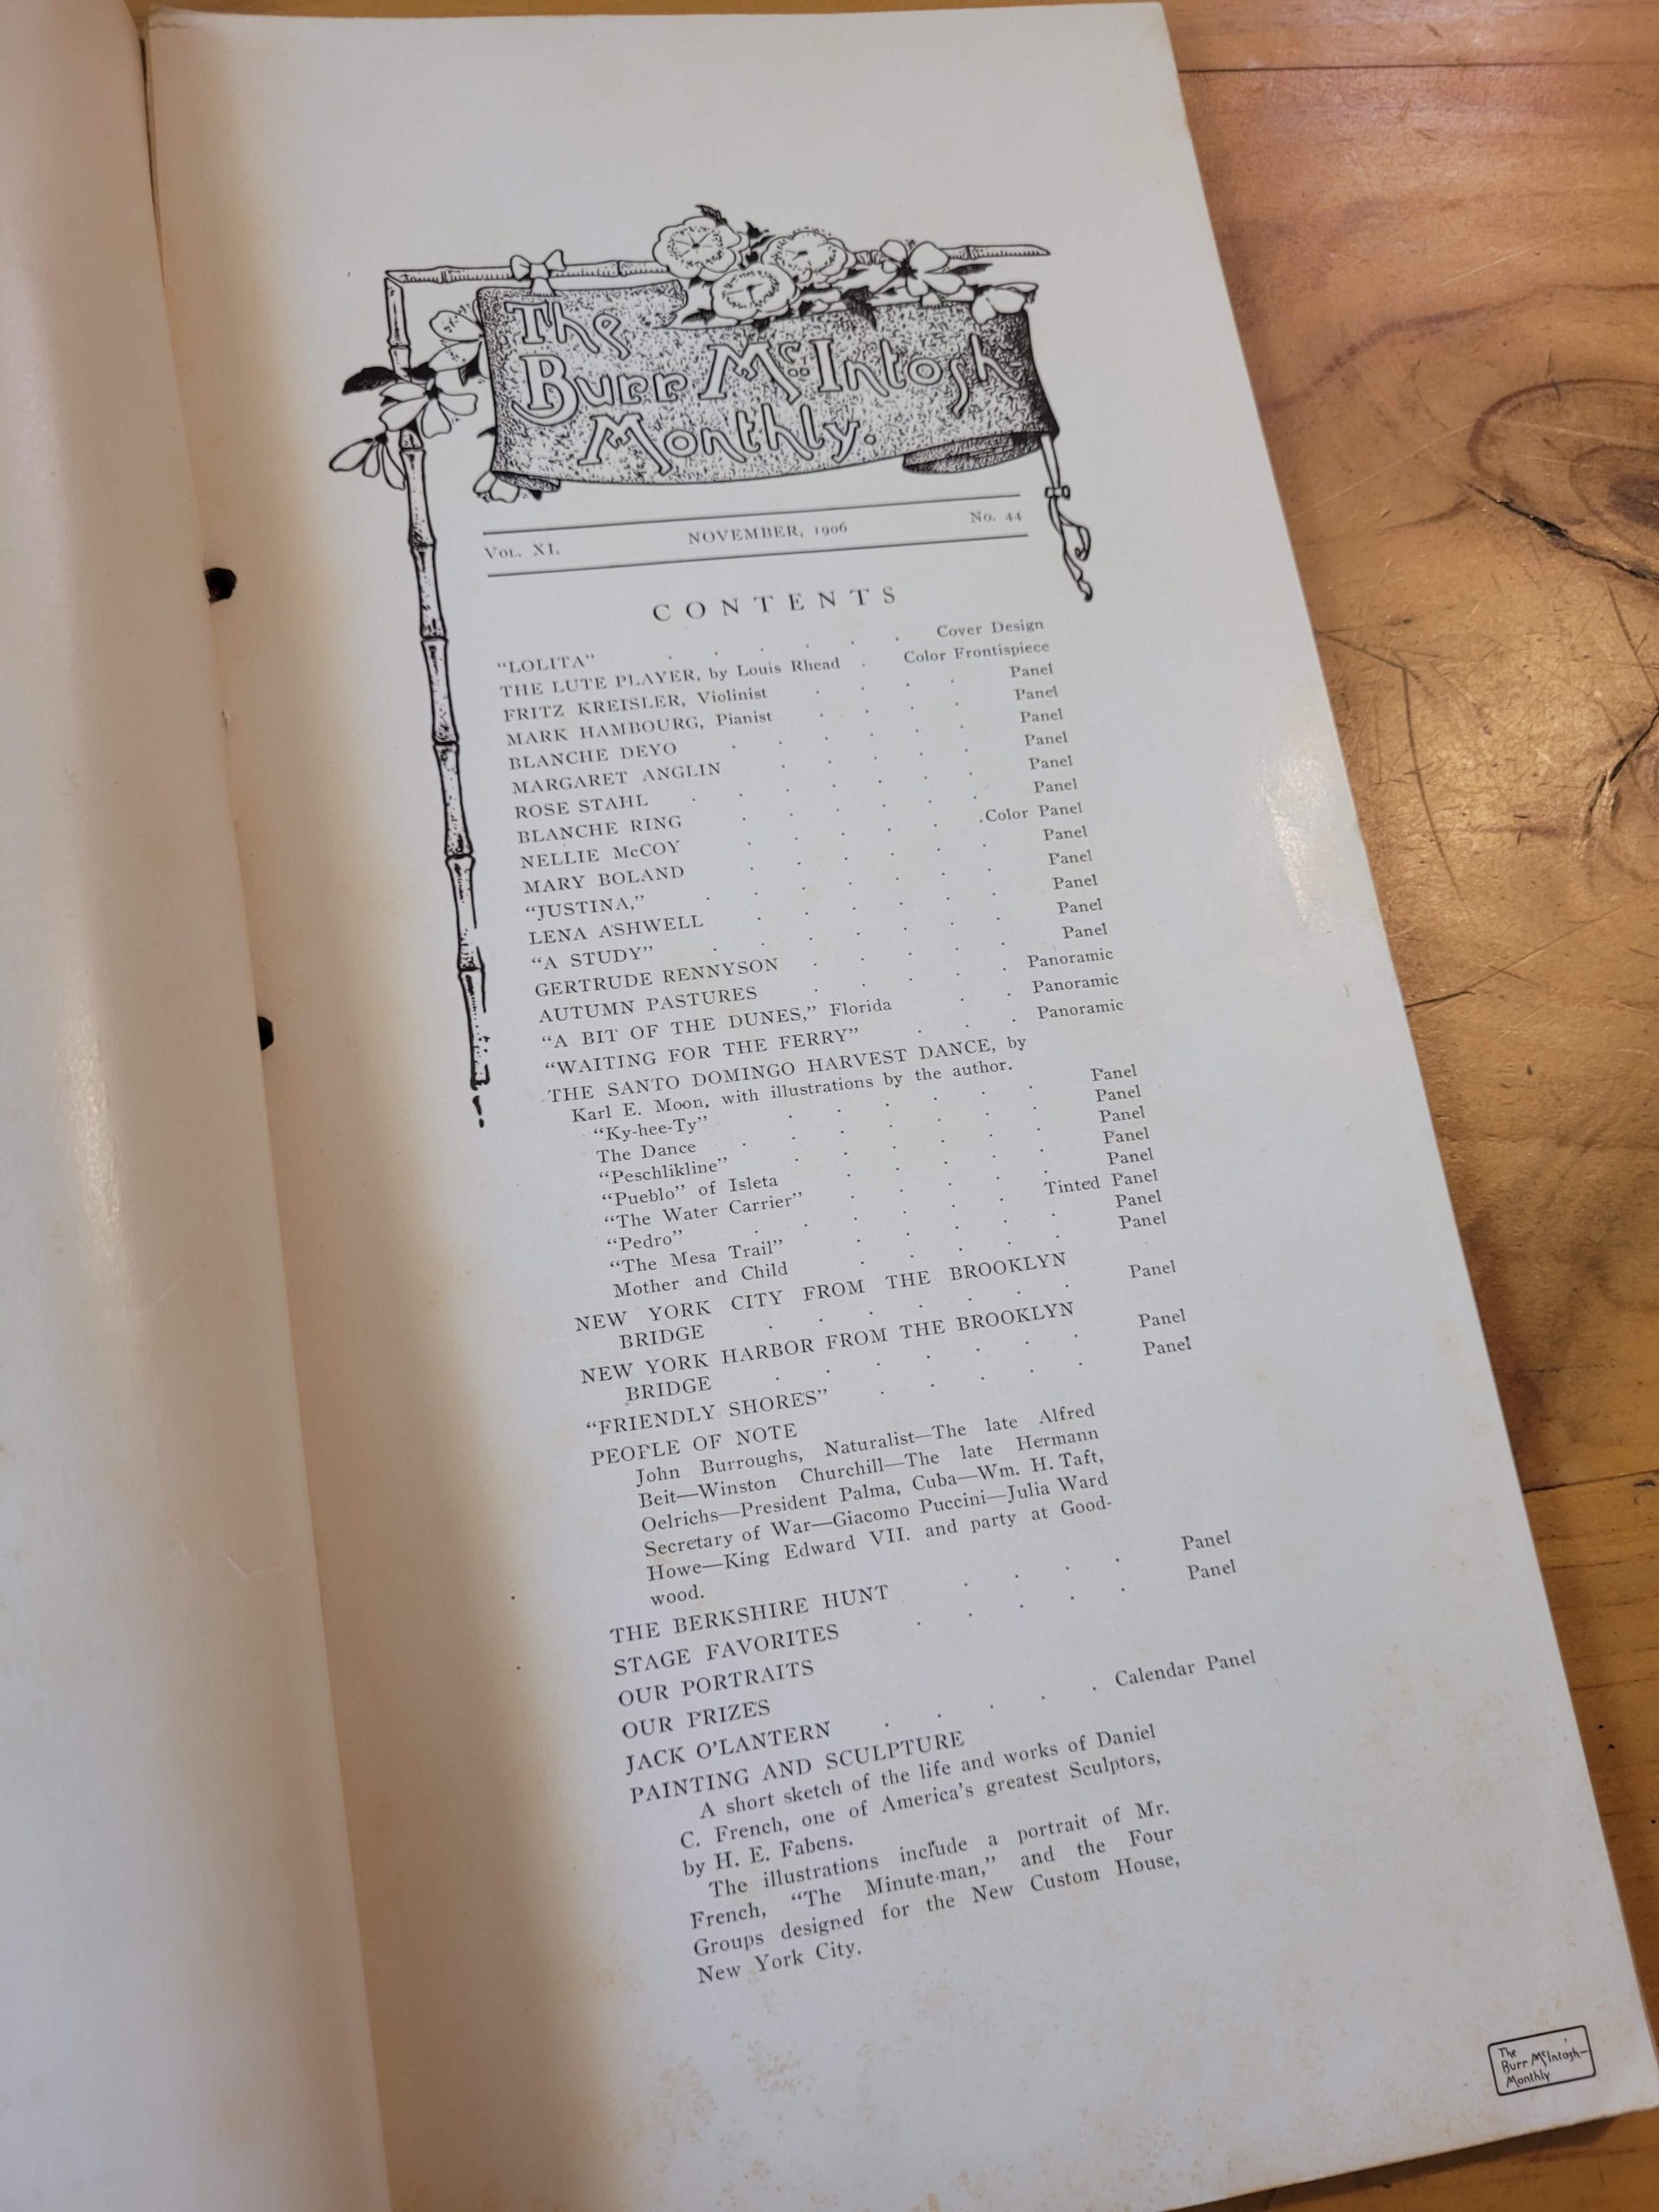 The
Burr McIntosh
Monthly.
VOL. XI. NOVEMBER, 1906 No. 44
CONTENTS
"LOLITA" . . . . . . Cover Design
THE LUTE PLAYER, by Louis Rhead . Color Frontispiece
FRITZ KREISLER, Violinist . . . . Panel
MARK HAMBOURG, Pianist . . . . Panel
BLANCHE DEYO . . . . . . Panel
MARGARET ANGLIN . . . . . Panel
ROSE STAHL . . . . . . . Panel
BLANCHE RING . . . . . . Panel
NELLIE McCOY . . . . . .Color Panel
MARY BOLAND . . . . . . Panel
"JUSTINA," . . . . . . . Panel
LENA ASHWELL . . . . . . Panel
"A STUDY" . . . . . . . Panel
GERTRUDE RENNYSON . . . . . Panel
AUTUMN PASTURES . . . . . Panoramic
"A BIT OF THE DUNES," Florida . . Panoramic
"WAITING FOR THE FERRY" . . . Panoramic
THE SANTO DOMINGO HARVEST DANCE, by
Karl E. Moon, with illustrations by the author.
"Ky-hee-Ty" . . . . . . Panel
The Dance . . . . . . . Panel
"Peschlikline" . . . . . . Panel
"Pueblo" of Isleta . . . . . Panel
"The Water Carrier" . . . . . Panel
"Pedro" . . . . . . Tinted Panel
"The Mesa Trail" . . . . . Panel
Mother and Child . . . . . Panel
NEW YORK CITY FROM THE BROOKLYN
BRIDGE . . . . . . Panel
NEW YORK HARBOR FROM THE BROOKLYN
BRIDGE . . . . . . . Panel
"FRIENDLY SHORES" . . . . . Panel
PEOPLE OF NOTE
John Burroughs, Naturalist—The late Alfred
Beit—Winston Churchill—The late Hermann
Oelrichs—President Palma, Cuba—Wm. H. Taft,
Secretary of War—Giacomo Puccini—Julia Ward
Howe—King Edward VII. and party at Good-
wood.
THE BERKSHIRE HUNT . . . . Panel
STAGE FAVORITES . . . . . Panel
OUR PORTRAITS
OUR PRIZES
JACK O'LANTERN . . . . . Calendar Panel
PAINTING AND SCULPTURE
A short sketch of the life and works of Daniel
C. French, one of America's greatest Sculptors,
by H. E. Fabens.
The illustrations include a portrait of Mr.
French, "The Minute-man," and the Four
Groups designed for the New Custom House,
New York City.
The
Burr McIntosh
Monthly